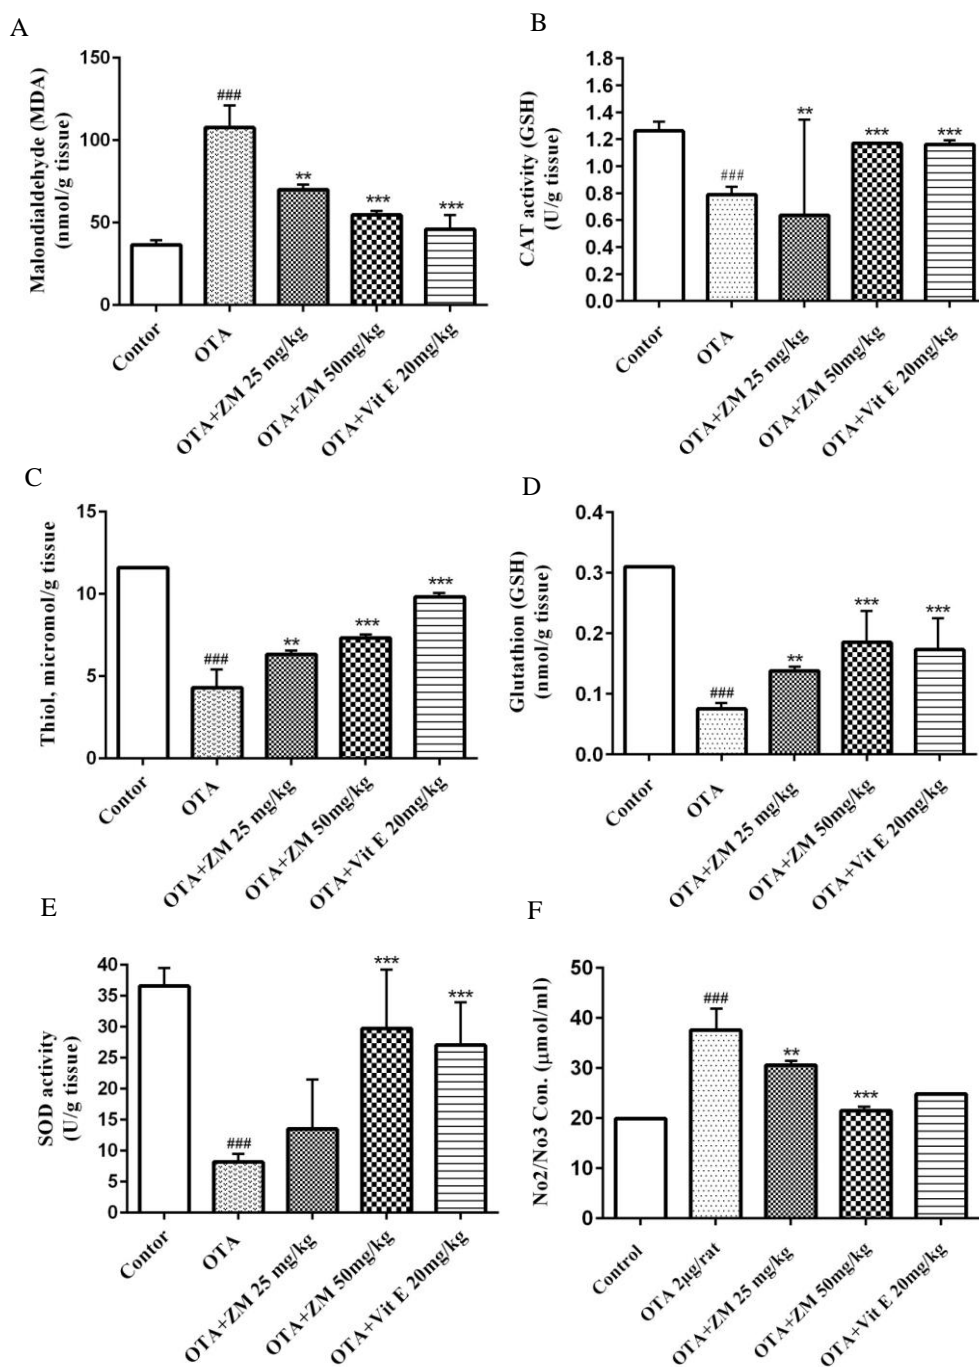 A
Malondialdehyde (MDA)
(nmol/g tissue)
150
100
50
0
###
**
***
***
Contor
OTA
OTA+ZM 25 mg/kg
OTA+ZM 50mg/kg
OTA+Vit E 20mg/kg
B
CAT activity (GSH)
(U/g tissue)
1.8
1.6
1.4
1.2
1.0
0.8
0.6
0.4
0.2
0.0
###
**
***
***
Contor
OTA
OTA+ZM 25 mg/kg
OTA+ZM 50mg/kg
OTA+Vit E 20mg/kg
C
Thiol, micromol/g tissue
15
10
5
0
###
**
***
***
Contor
OTA
OTA+ZM 25 mg/kg
OTA+ZM 50mg/kg
OTA+Vit E 20mg/kg
D
Glutathion (GSH)
(nmol/g tissue)
0.4
0.3
0.2
0.1
0.0
###
**
***
***
Contor
OTA
OTA+ZM 25 mg/kg
OTA+ZM 50mg/kg
OTA+Vit E 20mg/kg
E
SOD activity
(U/g tissue)
40
35
30
25
20
15
10
5
0
###
***
***
Contor
OTA
OTA+ZM 25 mg/kg
OTA+ZM 50mg/kg
OTA+Vit E 20mg/kg
F
No2/No3 Con. (μmol/ml)
50
40
30
20
10
0
###
**
***
Control
OTA 2μg/rat
OTA+ZM 25 mg/kg
OTA+ZM 50mg/kg
OTA+Vit E 20mg/kg